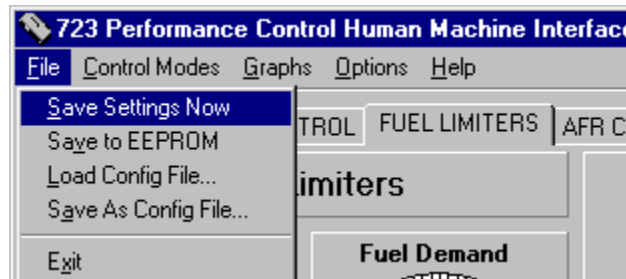 723 Performance Control Human Machine Interfac
File Control Modes Graphs Options Help
Save Settings Now
Save to EEPROM
Load Config File...
Save As Config File...
Exit
TROL FUEL LIMITERS AFR C
imiters
Fuel Demand